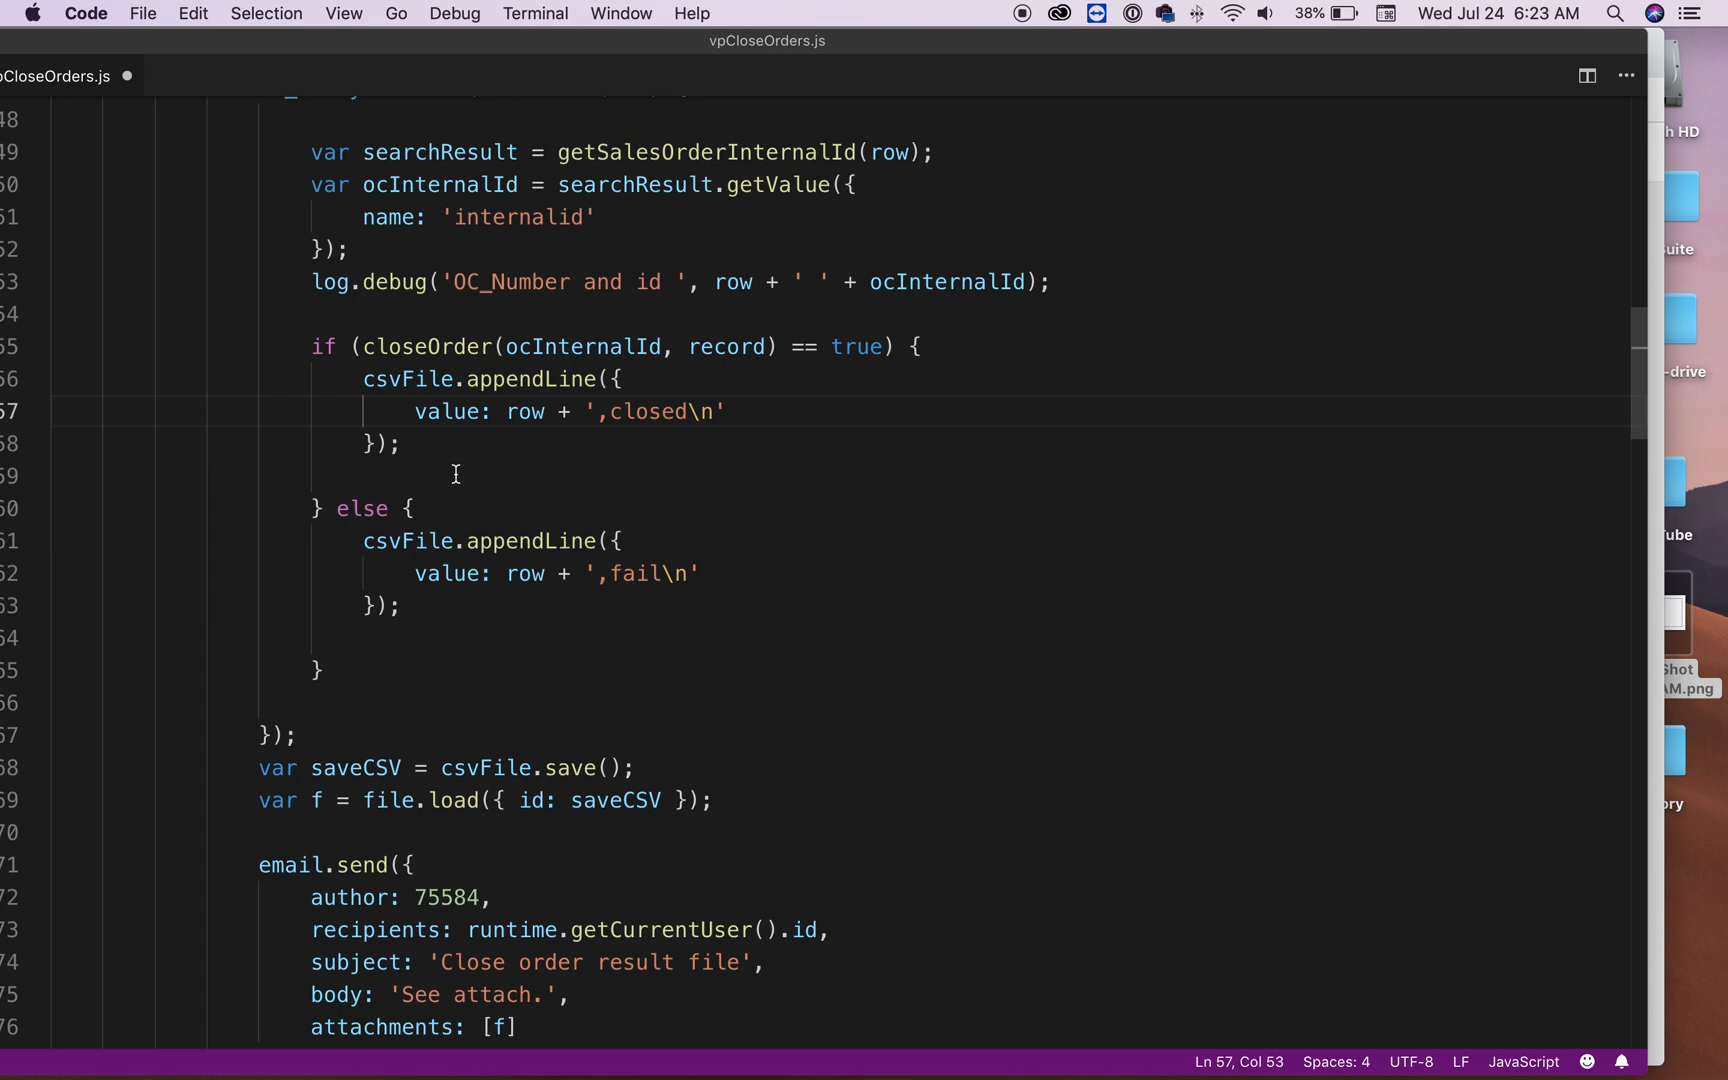 Code File Edit Selection View Go Debug Terminal Window Help 38% Wed Jul 24 6:23 AM
vpCloseOrders.js
pCloseOrders.js
48
49 var searchResult = getSalesOrderInternalId(row);
50 var ocInternalId = searchResult.getValue({
51 name: 'internalid'
52 });
53 log.debug('OC_Number and id ', row + ' ' + ocInternalId);
54
55 if (closeOrder(ocInternalId, record) == true) {
56 csvFile.appendLine({
57 value: row + ',closed\n'
58 });
59
60 } else {
61 csvFile.appendLine({
62 value: row + ',fail\n'
63 });
64
65 }
66
67 });
68 var saveCSV = csvFile.save();
69 var f = file.load({ id: saveCSV });
70
71 email.send({
72 author: 75584,
73 recipients: runtime.getCurrentUser().id,
74 subject: 'Close order result file',
75 body: 'See attach.',
76 attachments: [f]
h HD
uite
-drive
ube
Shot
AM.png
ory
Ln 57, Col 53 Spaces: 4 UTF-8 LF JavaScript